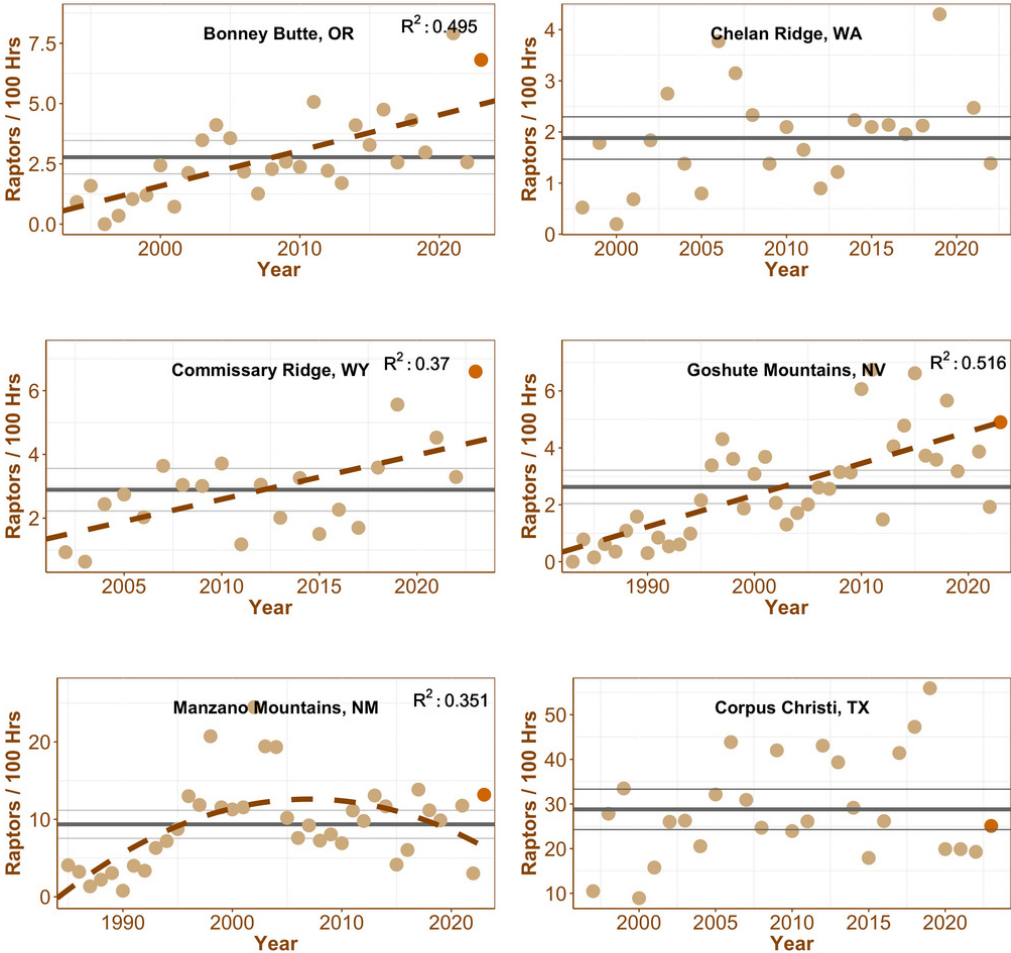 Bonney Butte, OR
R²: 0.495
Raptors / 100 Hrs
7.5
5.0
2.5
0.0
2000 2010 2020
Year
Chelan Ridge, WA
Raptors / 100 Hrs
4
3
2
1
0
2000 2005 2010 2015 2020
Year
Commissary Ridge, WY
R²: 0.37
Raptors / 100 Hrs
6
4
2
2005 2010 2015 2020
Year
Goshute Mountains, NV
R²: 0.516
Raptors / 100 Hrs
6
4
2
0
1990 2000 2010 2020
Year
Manzano Mountains, NM
R²: 0.351
Raptors / 100 Hrs
20
10
0
1990 2000 2010 2020
Year
Corpus Christi, TX
Raptors / 100 Hrs
50
40
30
20
10
2000 2005 2010 2015 2020
Year